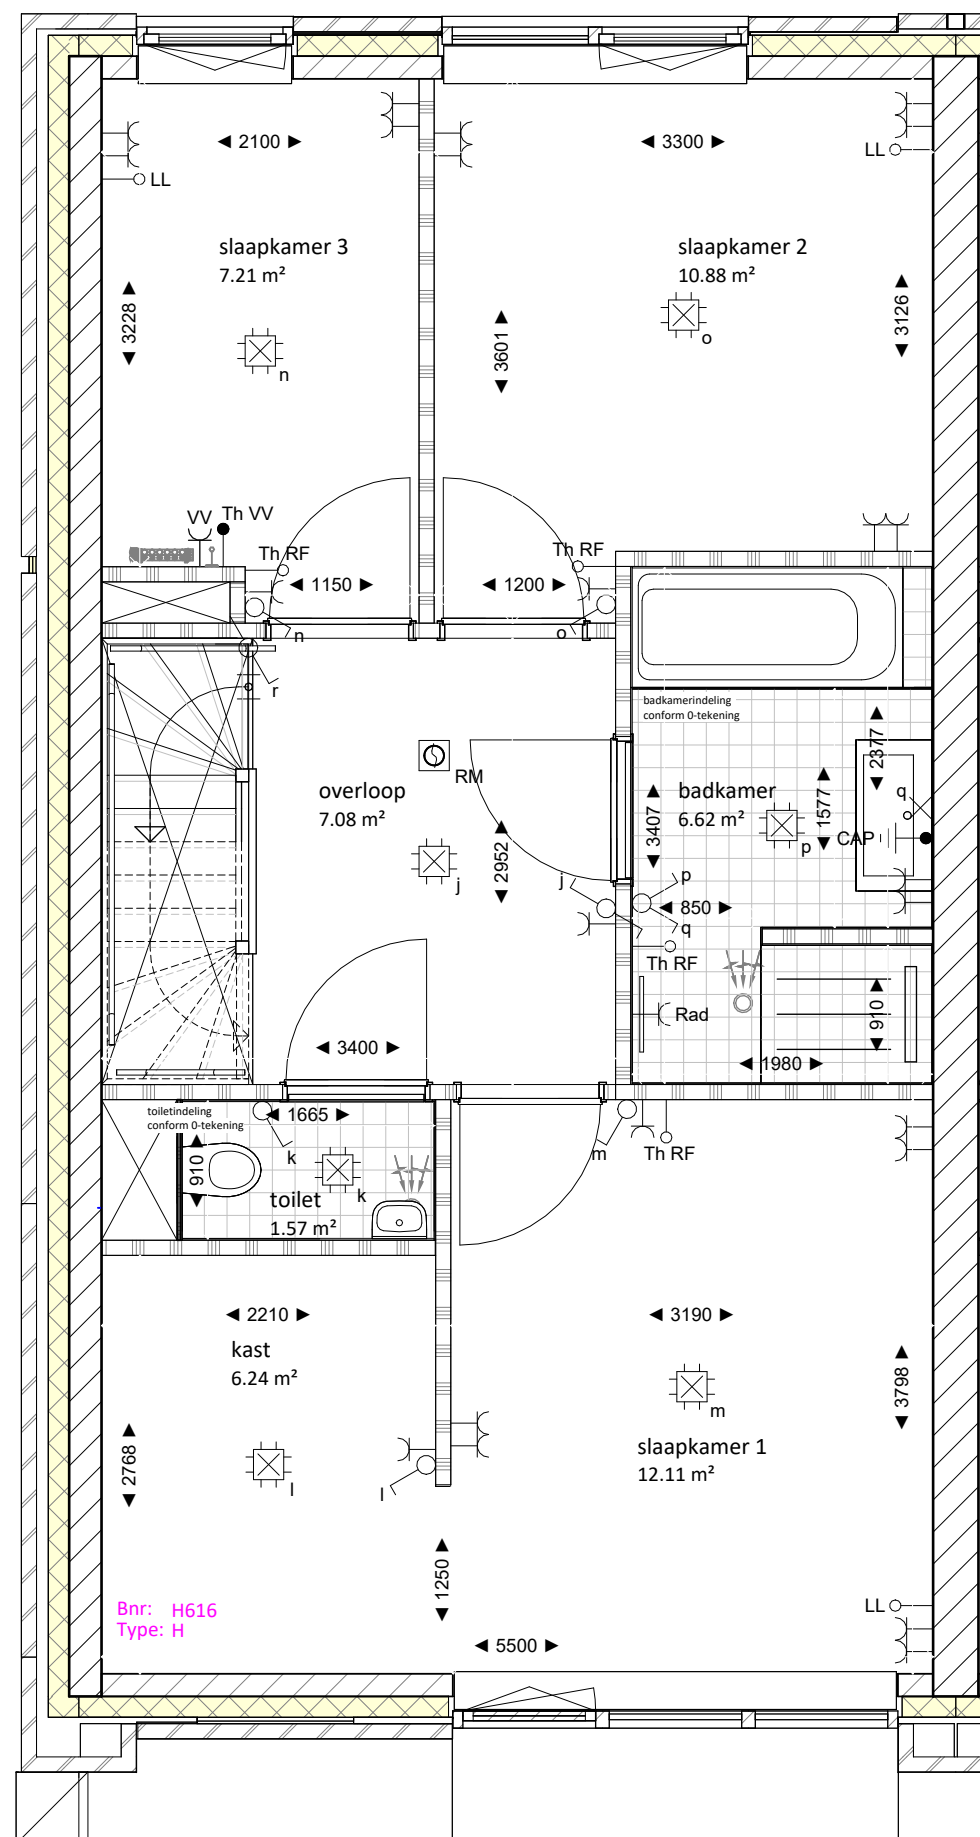 2100
3300
LL
LL
slaapkamer 3
7.21 m²
slaapkamer 2
10.88 m²
3228
3601
3126
n
o
VV
Th VV
Th RF
Th RF
1150
1200
n
o
r
badkamerindeling
conform 0-tekening
2377
RM
overloop
7.08 m²
badkamer
6.62 m²
3407
1577
q
p
CAP
2952
j
j
p
850
q
Th RF
Rad
910
3400
1980
toiletindeling
conform 0-tekening
1665
k
m
Th RF
910
k
toilet
1.57 m²
2210
3190
kast
6.24 m²
3798
m
slaapkamer 1
12.11 m²
2768
l
l
1250
Bnr: H616
Type: H
LL
5500